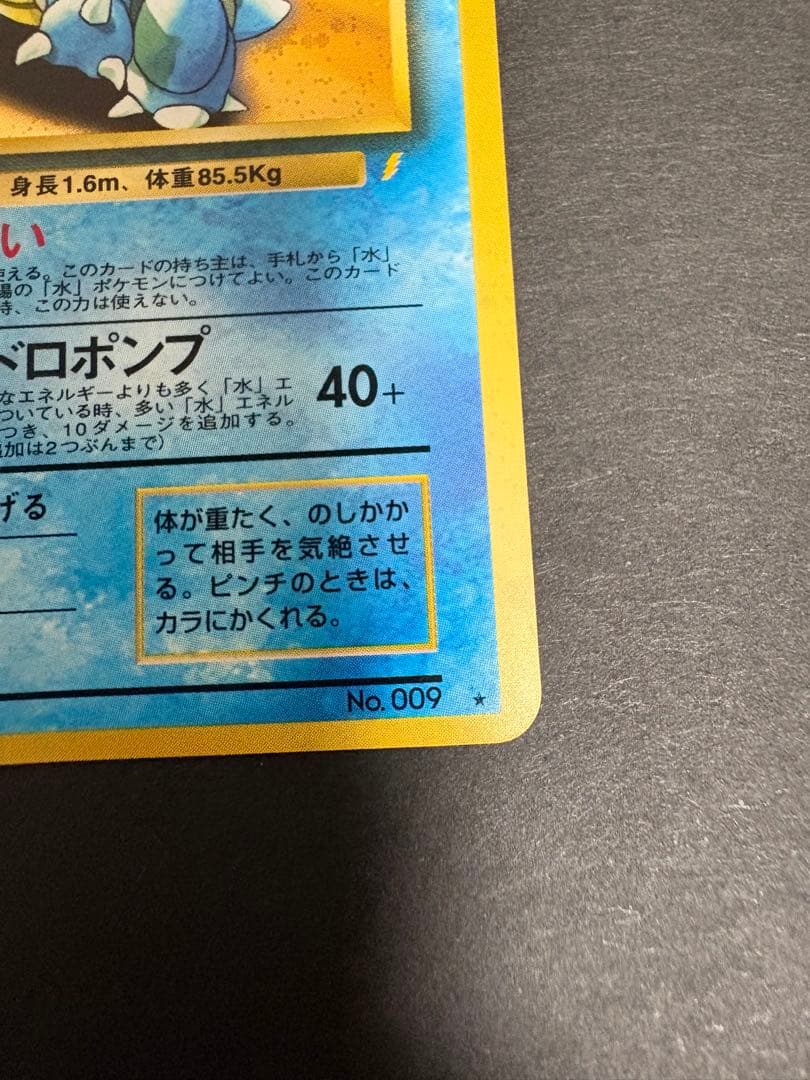 身長1.6m、体重85.5Kg
い
使える。このカードの持ち主は、手札から「水」
場の「水」ポケモンにつけてよい。このカード
時、この力は使えない。
ドロポンプ
40+
なエネルギーよりも多く「水」エ
ついている時、多い「水」エネル
つき、10ダメージを追加する。
追加は2つぶんまで)
げる
体が重たく、のしかか
って相手を気絶させ
る。ピンチのときは、
カラにかくれる。
No. 009 ★